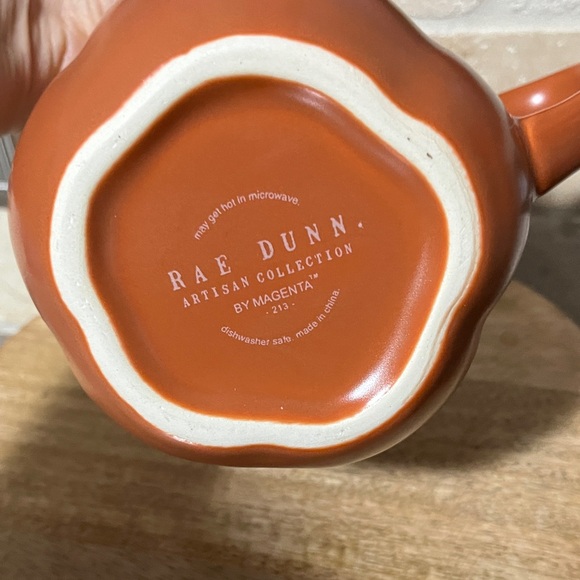 may get hot in microwave.
RAE DUNN.
ARTISAN COLLECTION
BY MAGENTA™
- 213 -
dishwasher safe. made in china.